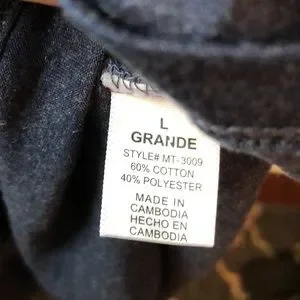 L
GRANDE
STYLE# MT-3009
60% COTTON
40% POLYESTER
MADE IN
CAMBODIA
HECHO EN
CAMBODIA